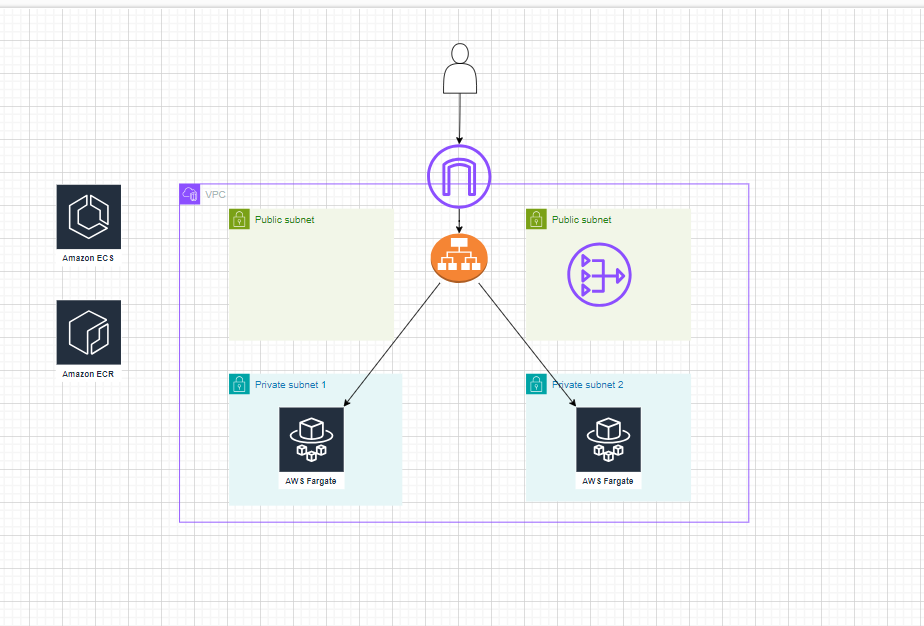 VPC
Public subnet
Public subnet
Amazon ECS
Amazon ECR
Private subnet 1
Private subnet 2
AWS Fargate
AWS Fargate